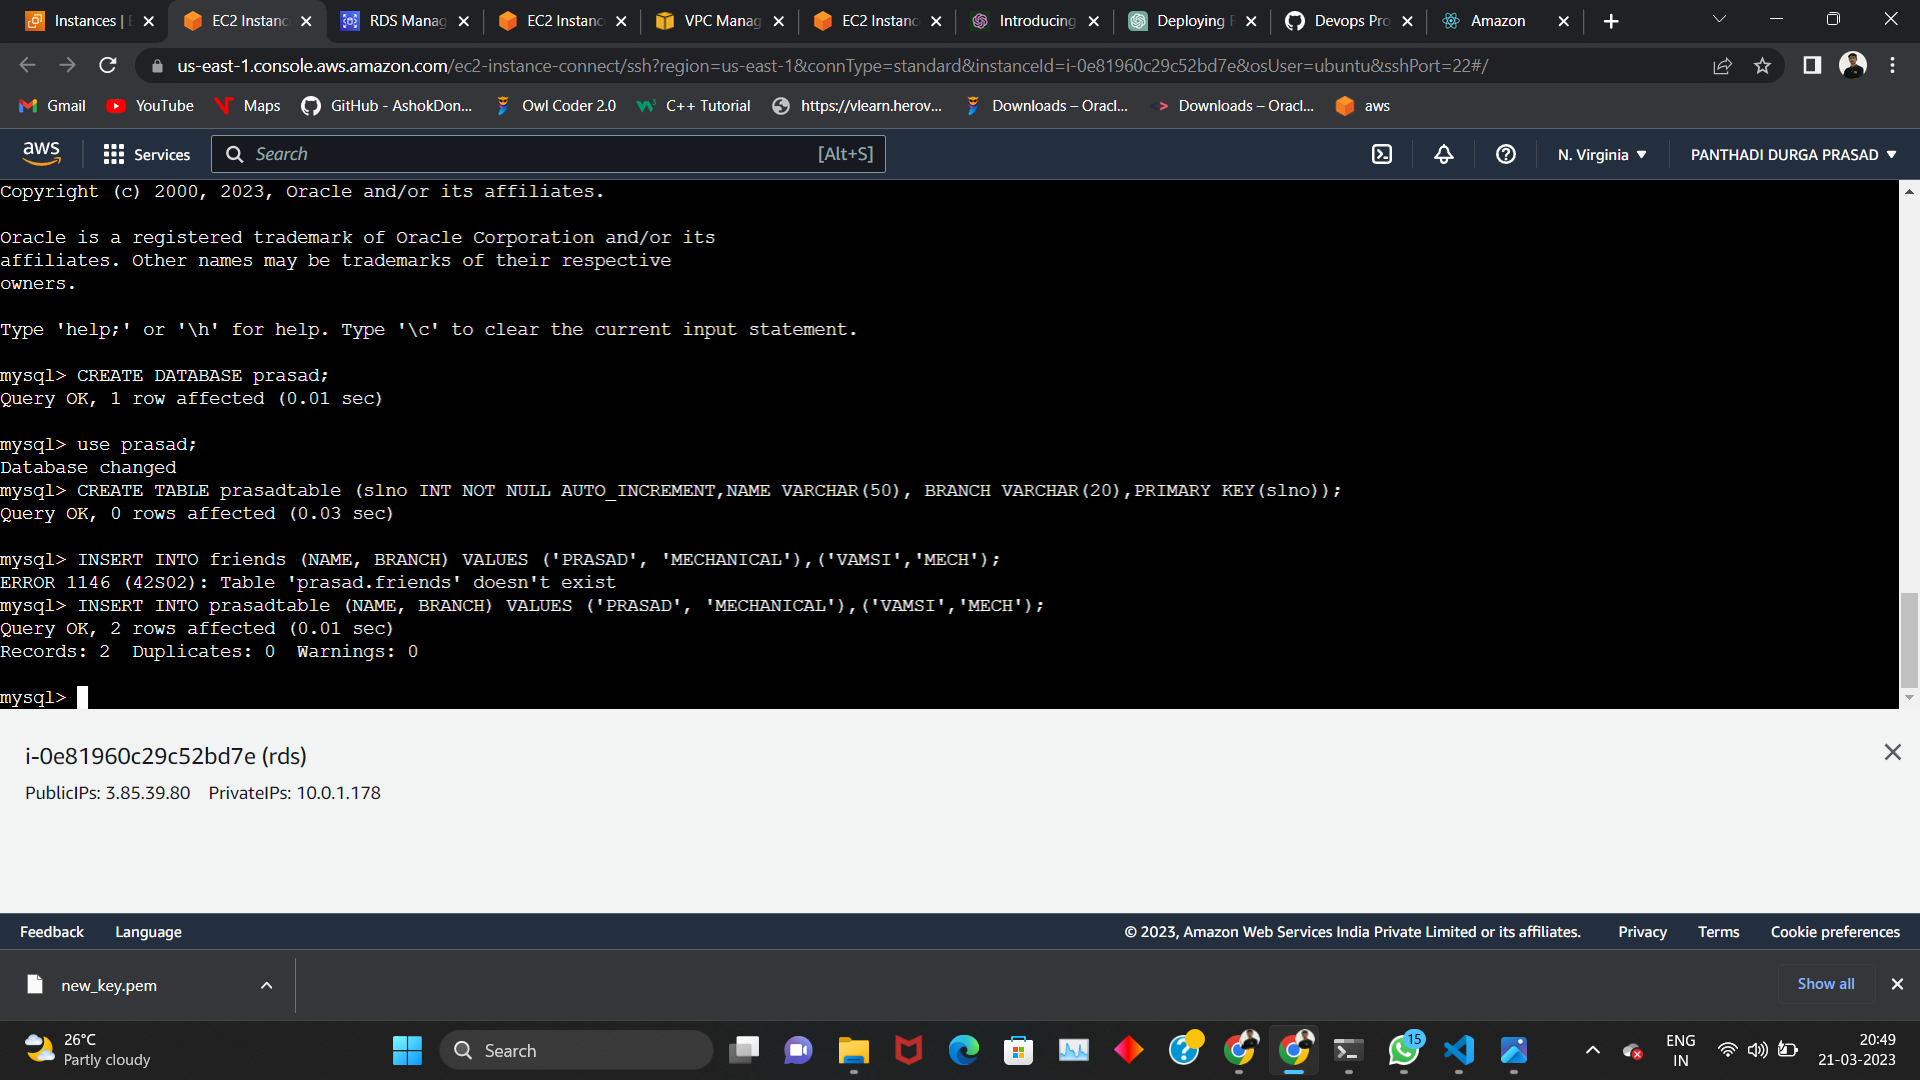 Instances | E
EC2 Instanc
RDS Manag
EC2 Instanc
VPC Manag
EC2 Instanc
Introducing
Deploying F
Devops Pro
Amazon
us-east-1.console.aws.amazon.com/ec2-instance-connect/ssh?region=us-east-1&connType=standard&instanceId=i-0e81960c29c52bd7e&osUser=ubuntu&sshPort=22#/
Gmail
YouTube
Maps
GitHub - AshokDon...
Owl Coder 2.0
C++ Tutorial
https://vlearn.herov...
Downloads – Oracl...
Downloads – Oracl...
aws
aws
Services
Search
[Alt+S]
N. Virginia
PANTHADI DURGA PRASAD
Copyright (c) 2000, 2023, Oracle and/or its affiliates.
Oracle is a registered trademark of Oracle Corporation and/or its
affiliates. Other names may be trademarks of their respective
owners.
Type 'help;' or '\h' for help. Type '\c' to clear the current input statement.
mysql> CREATE DATABASE prasad;
Query OK, 1 row affected (0.01 sec)
mysql> use prasad;
Database changed
mysql> CREATE TABLE prasadtable (slno INT NOT NULL AUTO_INCREMENT,NAME VARCHAR(50), BRANCH VARCHAR(20),PRIMARY KEY(slno));
Query OK, 0 rows affected (0.03 sec)
mysql> INSERT INTO friends (NAME, BRANCH) VALUES ('PRASAD', 'MECHANICAL'),('VAMSI','MECH');
ERROR 1146 (42S02): Table 'prasad.friends' doesn't exist
mysql> INSERT INTO prasadtable (NAME, BRANCH) VALUES ('PRASAD', 'MECHANICAL'),('VAMSI','MECH');
Query OK, 2 rows affected (0.01 sec)
Records: 2  Duplicates: 0  Warnings: 0
mysql>
i-0e81960c29c52bd7e (rds)
PublicIPs: 3.85.39.80    PrivateIPs: 10.0.1.178
Feedback
Language
© 2023, Amazon Web Services India Private Limited or its affiliates.
Privacy
Terms
Cookie preferences
new_key.pem
Show all
26°C
Partly cloudy
Search
15
ENG
IN
20:49
21-03-2023